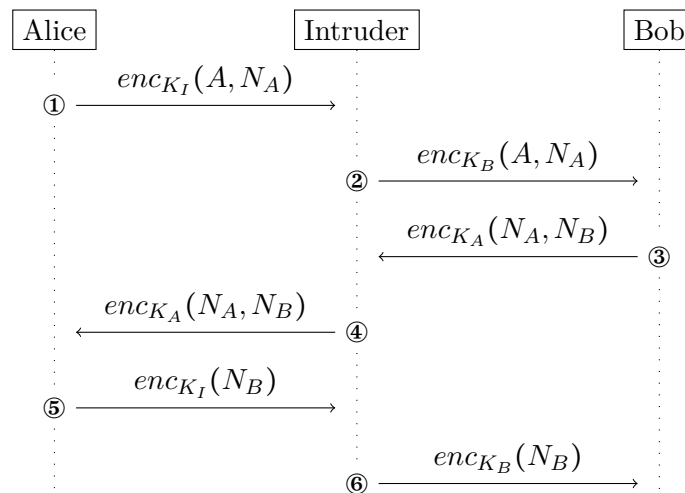 Alice Intruder Bob
① enc_{K_I}(A, N_A)
② enc_{K_B}(A, N_A)
enc_{K_A}(N_A, N_B) ③
enc_{K_A}(N_A, N_B) ④
⑤ enc_{K_I}(N_B)
⑥ enc_{K_B}(N_B)